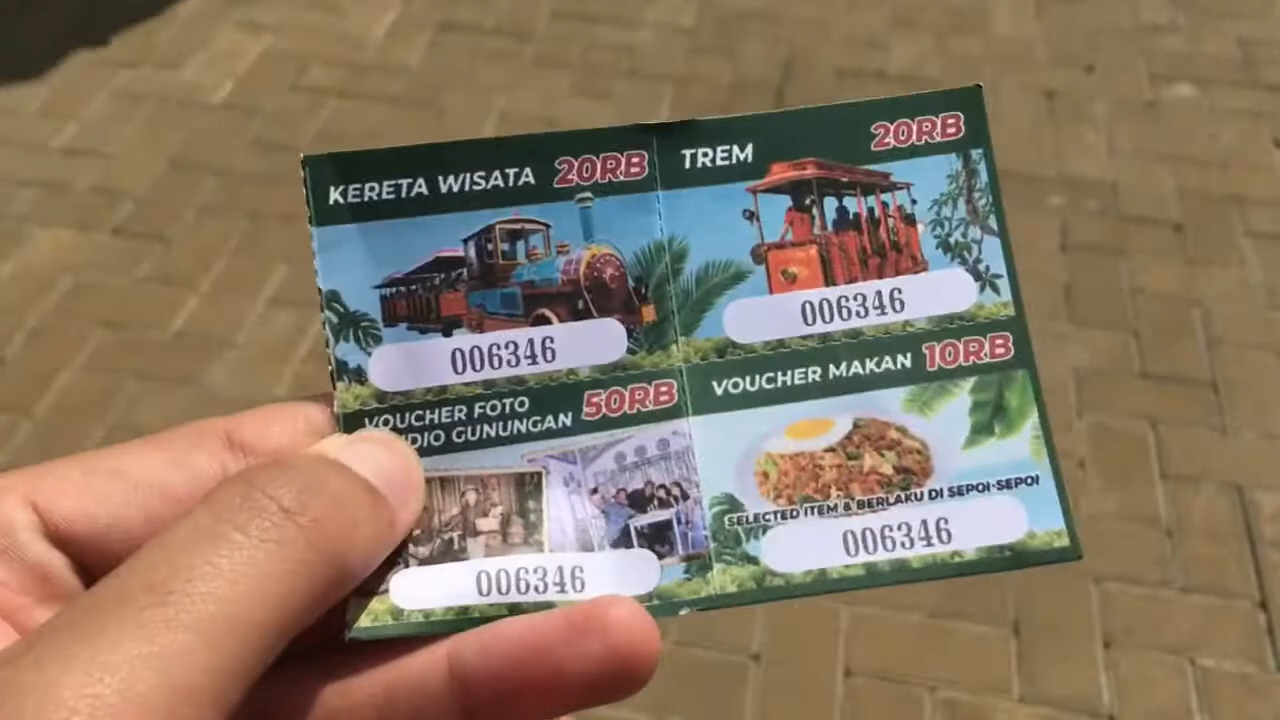 KERETA WISATA 20RB
006346
TREM 20RB
006346
VOUCHER FOTO
GUNUNGAN 50RB
006346
VOUCHER MAKAN 10RB
SELECTED ITEM & BERLAKU DI SEPOI-SEPOI
006346